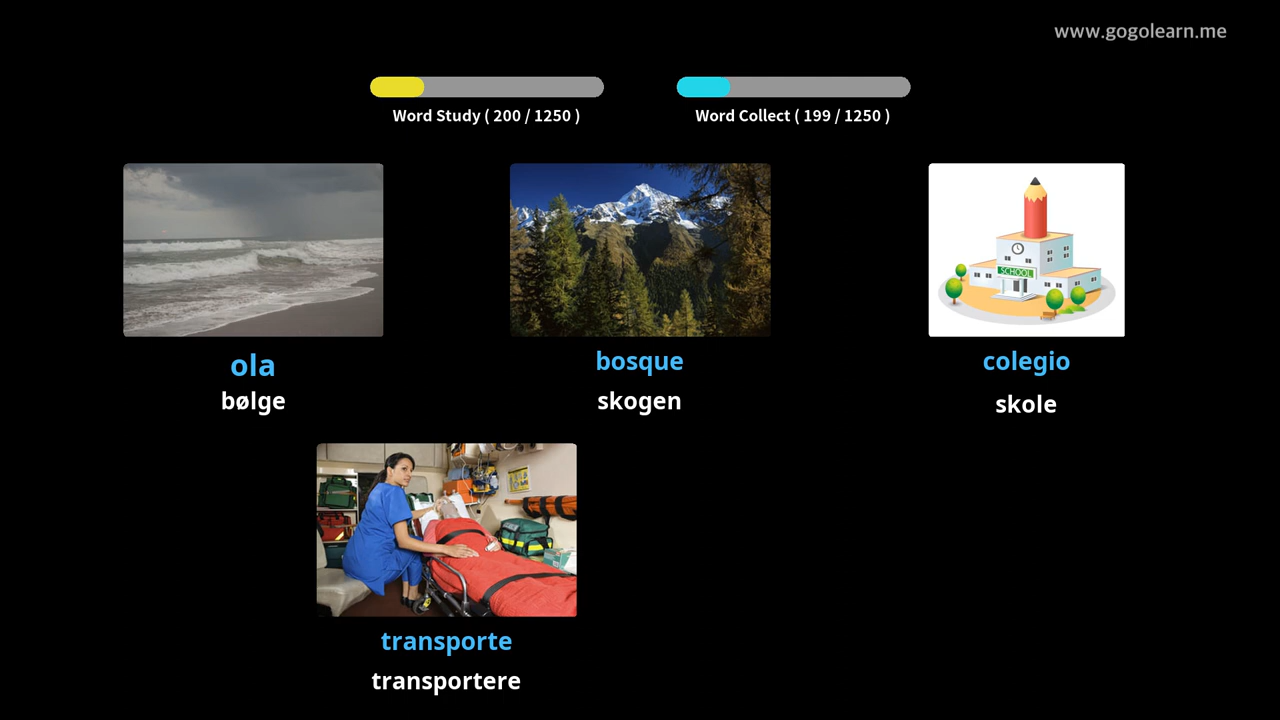 www.gogolearn.me
Word Study ( 200 / 1250 )
Word Collect ( 199 / 1250 )
SCHOOL
ola
bølge
bosque
skogen
colegio
skole
transporte
transportere